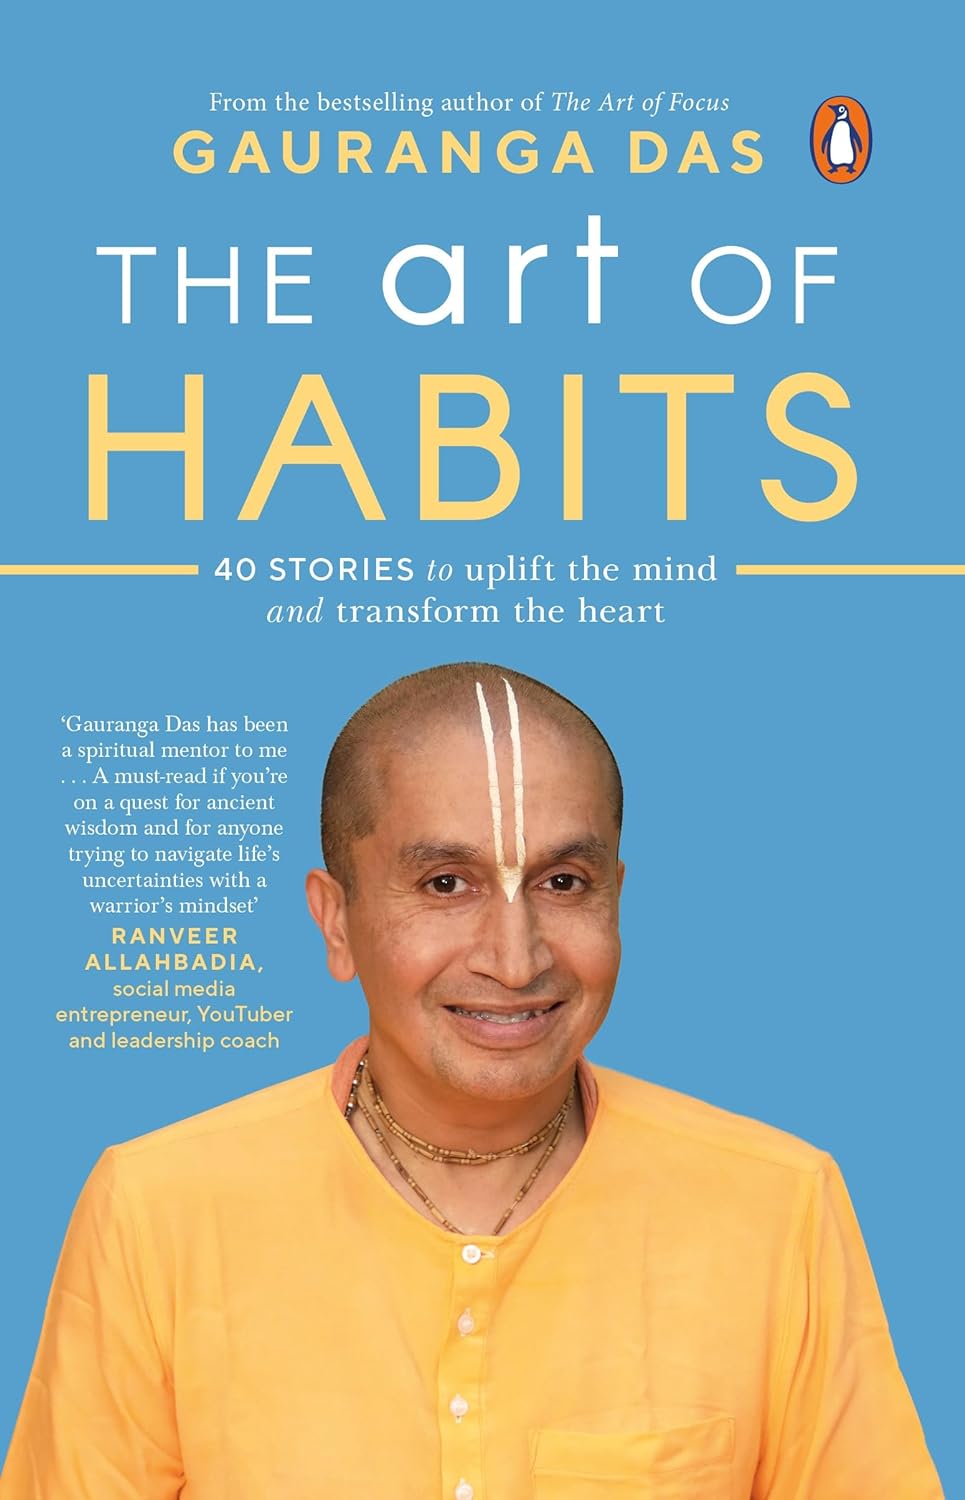 From the bestselling author of The Art of Focus
GAURANGA DAS
THE art OF
HABITS
40 STORIES to uplift the mind
and transform the heart
‘Gauranga Das has been
a spiritual mentor to me
. . . A must-read if you’re
on a quest for ancient
wisdom and for anyone
trying to navigate life’s
uncertainties with a
warrior’s mindset’
RANVEER
ALLAHBADIA,
social media
entrepreneur, YouTuber
and leadership coach